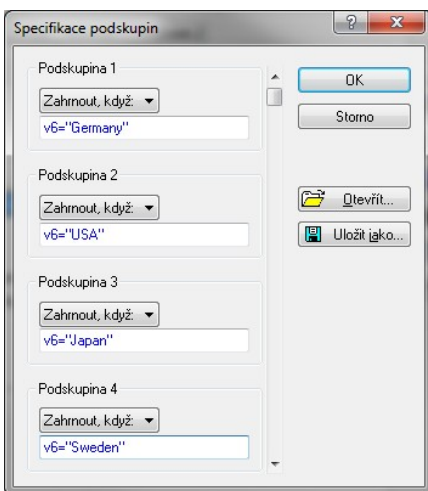 Specifikace podskupin
Podskupina 1
Zahrnout, když:
v6="Germany"
Podskupina 2
Zahrnout, když:
v6="USA"
Podskupina 3
Zahrnout, když:
v6="Japan"
Podskupina 4
Zahrnout, když:
v6="Sweden"
OK
Storno
Otevřít...
Uložit jako...